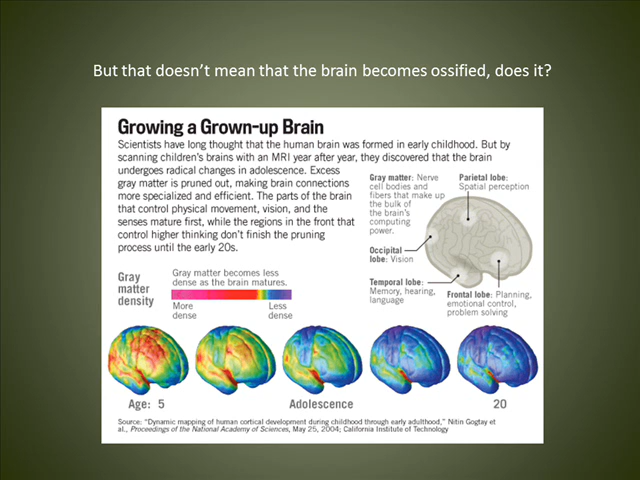 But that doesn’t mean that the brain becomes ossified, does it?
Growing a Grown-up Brain
Scientists have long thought that the human brain was formed in early childhood. But by
scanning children's brains with an MRI year after year, they discovered that the brain
undergoes radical changes in adolescence. Excess
gray matter is pruned out, making brain connections
more specialized and efficient. The parts of the brain
that control physical movement, vision, and the
senses mature first, while the regions in the front that
control higher thinking don't finish the pruning
process until the early 20s.
Gray matter: Nerve
cell bodies and
fibers that make up
the bulk of
the brain's
computing
power.
Parietal lobe:
Spatial perception
Occipital
lobe: Vision
Temporal lobe:
Memory, hearing,
language
Frontal lobe: Planning,
emotional control,
problem solving
Gray
matter
density
Gray matter becomes less
dense as the brain matures.
More
dense
Less
dense
Age: 5
Adolescence
20
Source: "Dynamic mapping of human cortical development during childhood through early adulthood," Nitin Gogtay et
al., Proceedings of the National Academy of Sciences, May 25, 2004; California Institute of Technology